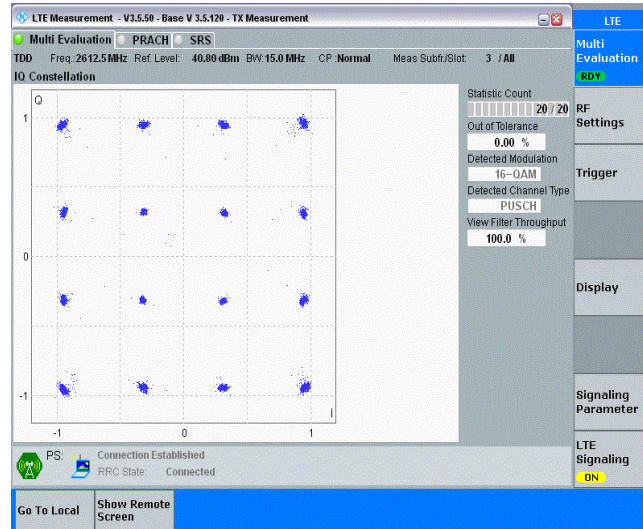 LTE Measurement - V3.5.50 - Base V 3.5.120 - TX Measurement
LTE
Multi Evaluation PRACH SRS
TDD Freq.:2612.5 MHz Ref. Level: 40.80 dBm BW:15.0 MHz CP :Normal Meas Subfr./Slot: 3 / All
IQ Constellation
Q
1
0
-1
-1 0 1
I
Statistic Count
20 / 20
Out of Tolerance
0.00 %
Detected Modulation
16-QAM
Detected Channel Type
PUSCH
View Filter Throughput
100.0 %
PS: Connection Established
RRC State: Connected
Multi
Evaluation
RDY
RF
Settings
Trigger
Display
Signaling
Parameter
LTE
Signaling
ON
Go To Local
Show Remote
Screen